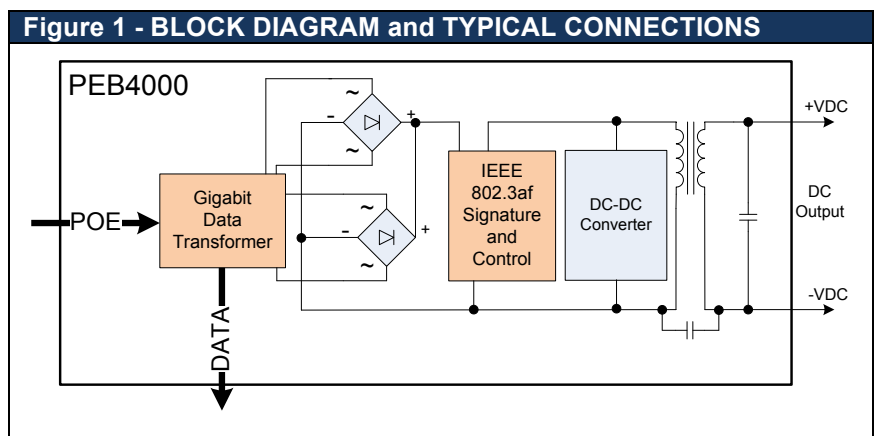 Figure 1 - BLOCK DIAGRAM and TYPICAL CONNECTIONS
PEB4000
~
-
+
~
~
-
+
~
POE
Gigabit
Data
Transformer
DATA
IEEE
802.3af
Signature
and
Control
DC-DC
Converter
+VDC
DC
Output
-VDC